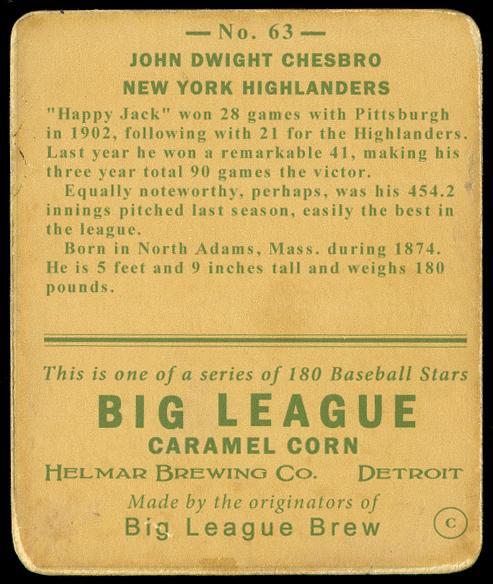 — No. 63 —
JOHN DWIGHT CHESBRO
NEW YORK HIGHLANDERS
"Happy Jack" won 28 games with Pittsburgh
in 1902, following with 21 for the Highlanders.
Last year he won a remarkable 41, making his
three year total 90 games the victor.
Equally noteworthy, perhaps, was his 454.2
innings pitched last season, easily the best in
the league.
Born in North Adams, Mass. during 1874.
He is 5 feet and 9 inches tall and weighs 180
pounds.
This is one of a series of 180 Baseball Stars
BIG LEAGUE
CARAMEL CORN
HELMAR BREWING CO. DETROIT
Made by the originators of
Big League Brew
C